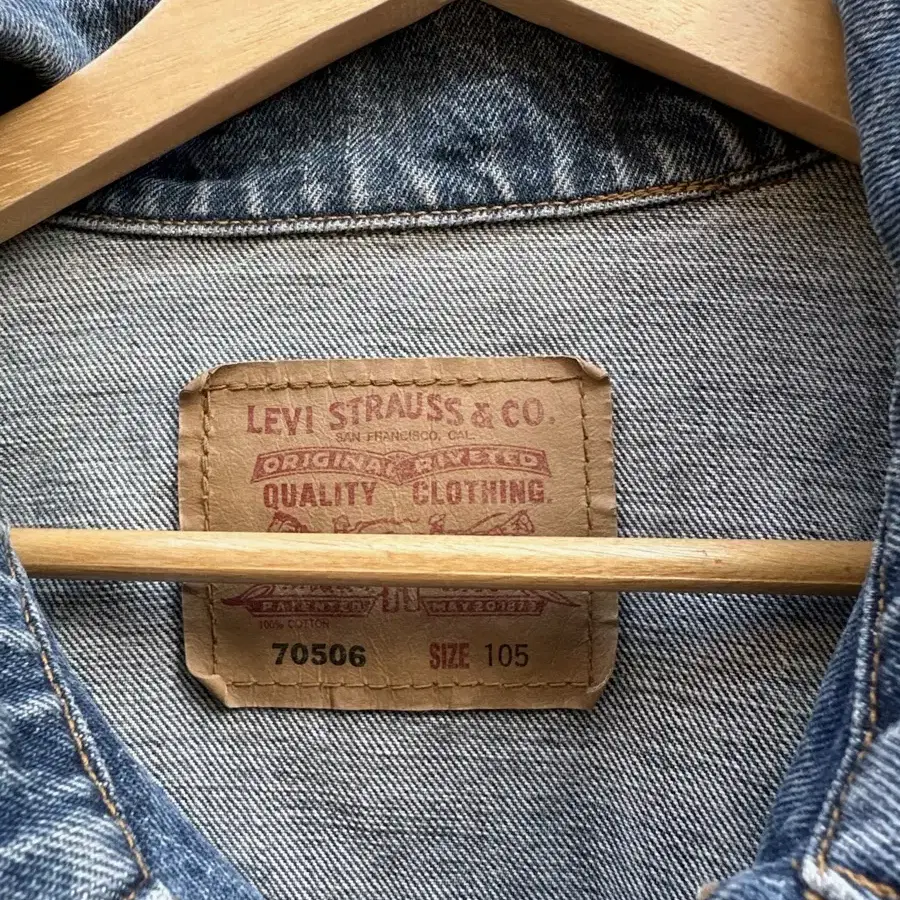 LEVI STRAUSS & CO.
SAN FRANCISCO, CAL.
ORIGINAL RIVETED
QUALITY CLOTHING.
PATENTED MAY 20 1873
100% COTTON
70506 SIZE 105